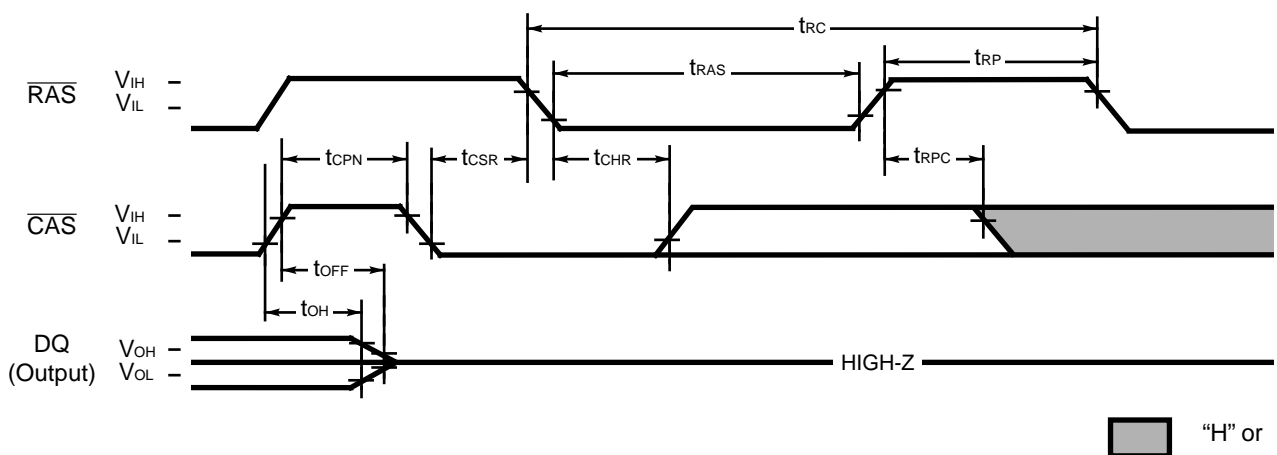 tRC
tRAS
tRP
RAS
VIH
VIL
tCPN
tCSR
tCHR
tRPC
CAS
VIH
VIL
tOFF
tOH
DQ
(Output)
VOH
VOL
HIGH-Z
“H” or